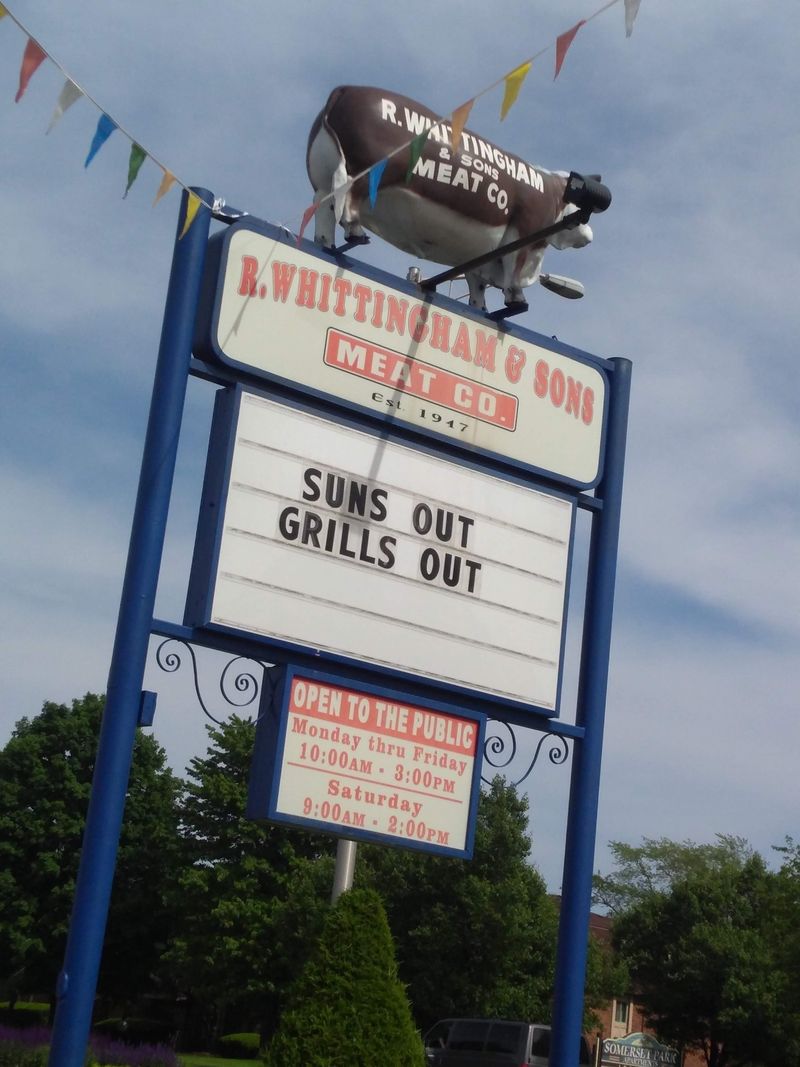 R. WHITTINGHAM
& SONS
MEAT CO.
R. WHITTINGHAM & SONS
MEAT CO.
Est. 1947
SUNS OUT
GRILLS OUT
OPEN TO THE PUBLIC
Monday thru Friday
10:00AM - 3:00PM
Saturday
9:00AM - 2:00PM
SOMERSET PARK
APARTMENTS